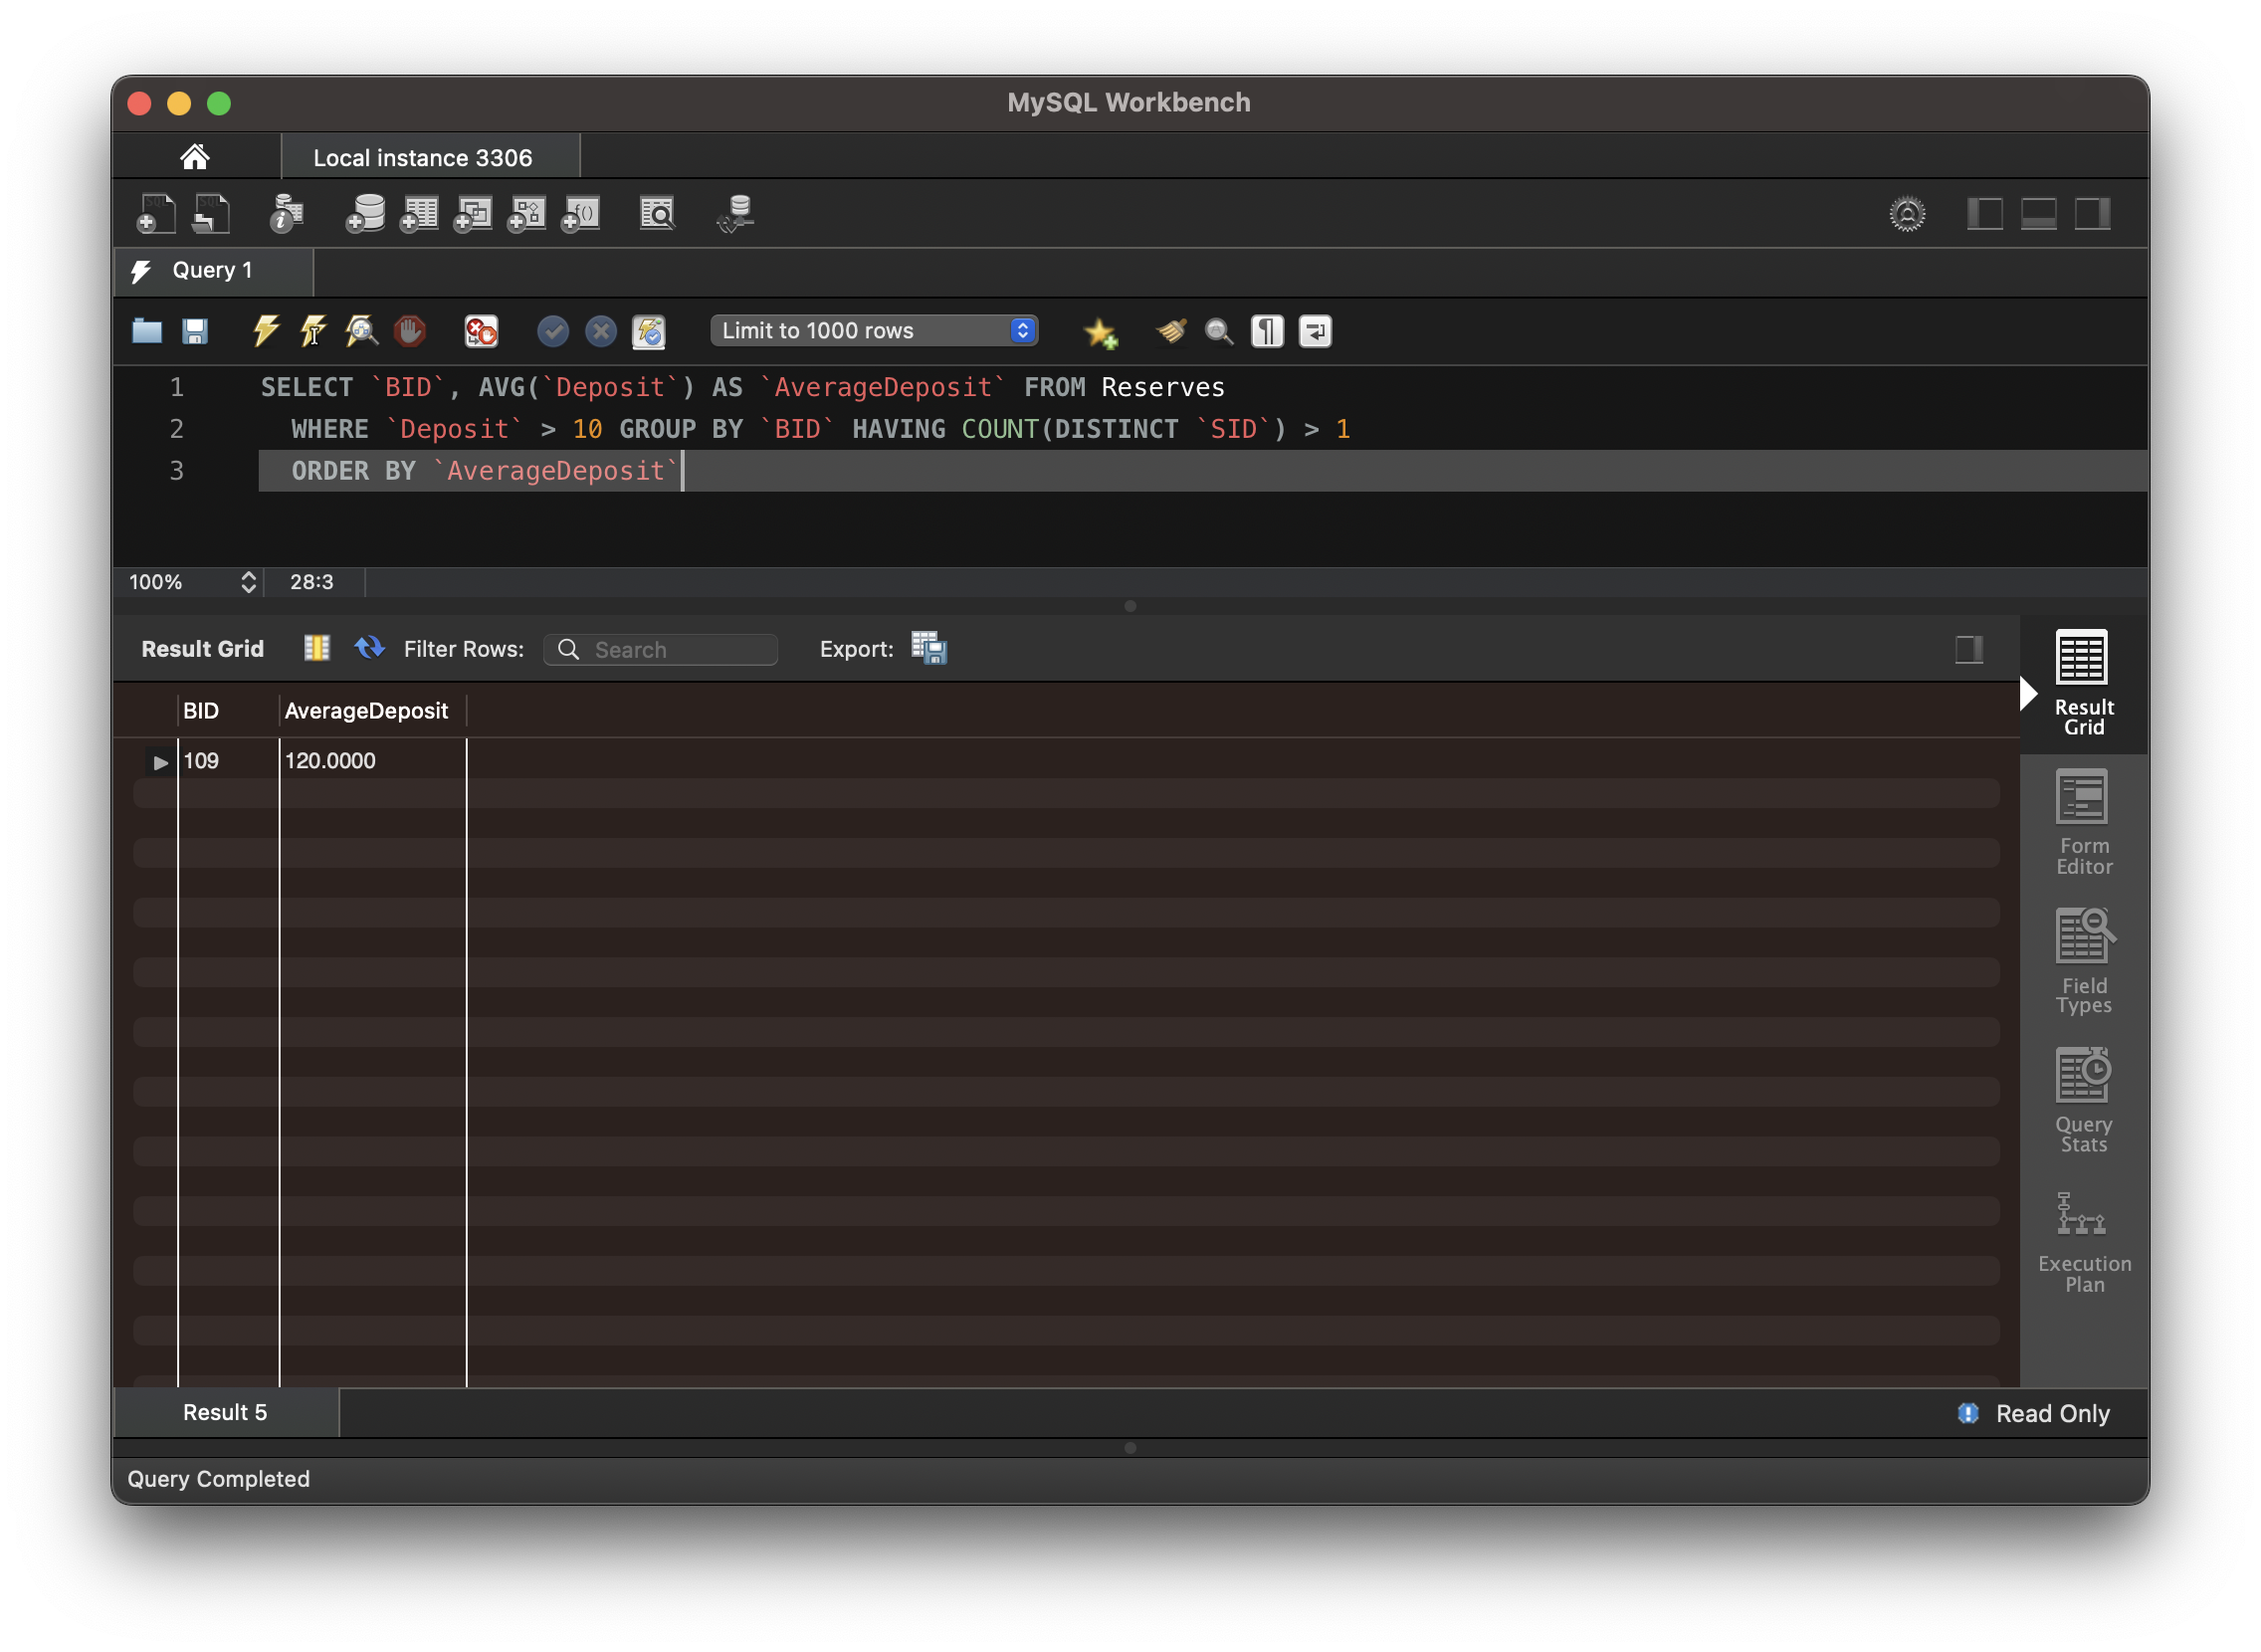 MySQL Workbench
Local instance 3306
Query 1
Limit to 1000 rows
1 SELECT `BID`, AVG(`Deposit`) AS `AverageDeposit` FROM Reserves
2 WHERE `Deposit` > 10 GROUP BY `BID` HAVING COUNT(DISTINCT `SID`) > 1
3 ORDER BY `AverageDeposit`
100% 28:3
Result Grid Filter Rows: Search Export:
BID AverageDeposit
109 120.0000
Result
Grid
Form
Editor
Field
Types
Query
Stats
Execution
Plan
Result 5 Read Only
Query Completed